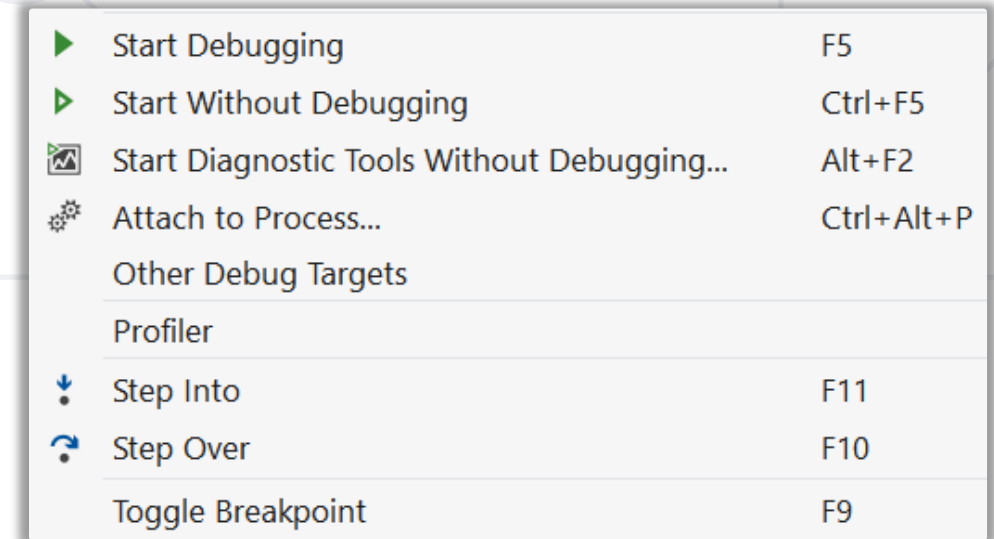 Start Debugging F5
Start Without Debugging Ctrl+F5
Start Diagnostic Tools Without Debugging... Alt+F2
Attach to Process... Ctrl+Alt+P
Other Debug Targets
Profiler
Step Into F11
Step Over F10
Toggle Breakpoint F9